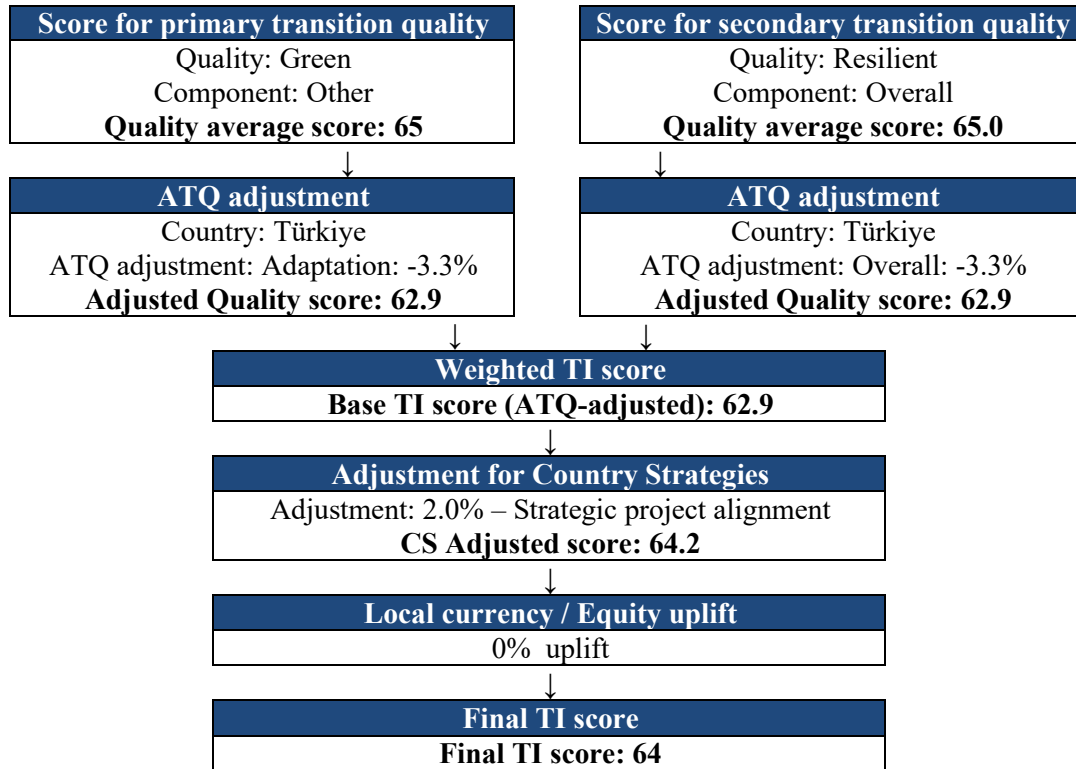 Score for primary transition quality
Quality: Green
Component: Other
Quality average score: 65
Score for secondary transition quality
Quality: Resilient
Component: Overall
Quality average score: 65.0
↓
↓
ATQ adjustment
Country: Türkiye
ATQ adjustment: Adaptation: -3.3%
Adjusted Quality score: 62.9
ATQ adjustment
Country: Türkiye
ATQ adjustment: Overall: -3.3%
Adjusted Quality score: 62.9
↓
↓
Weighted TI score
Base TI score (ATQ-adjusted): 62.9
↓
Adjustment for Country Strategies
Adjustment: 2.0% – Strategic project alignment
CS Adjusted score: 64.2
↓
Local currency / Equity uplift
0% uplift
↓
Final TI score
Final TI score: 64